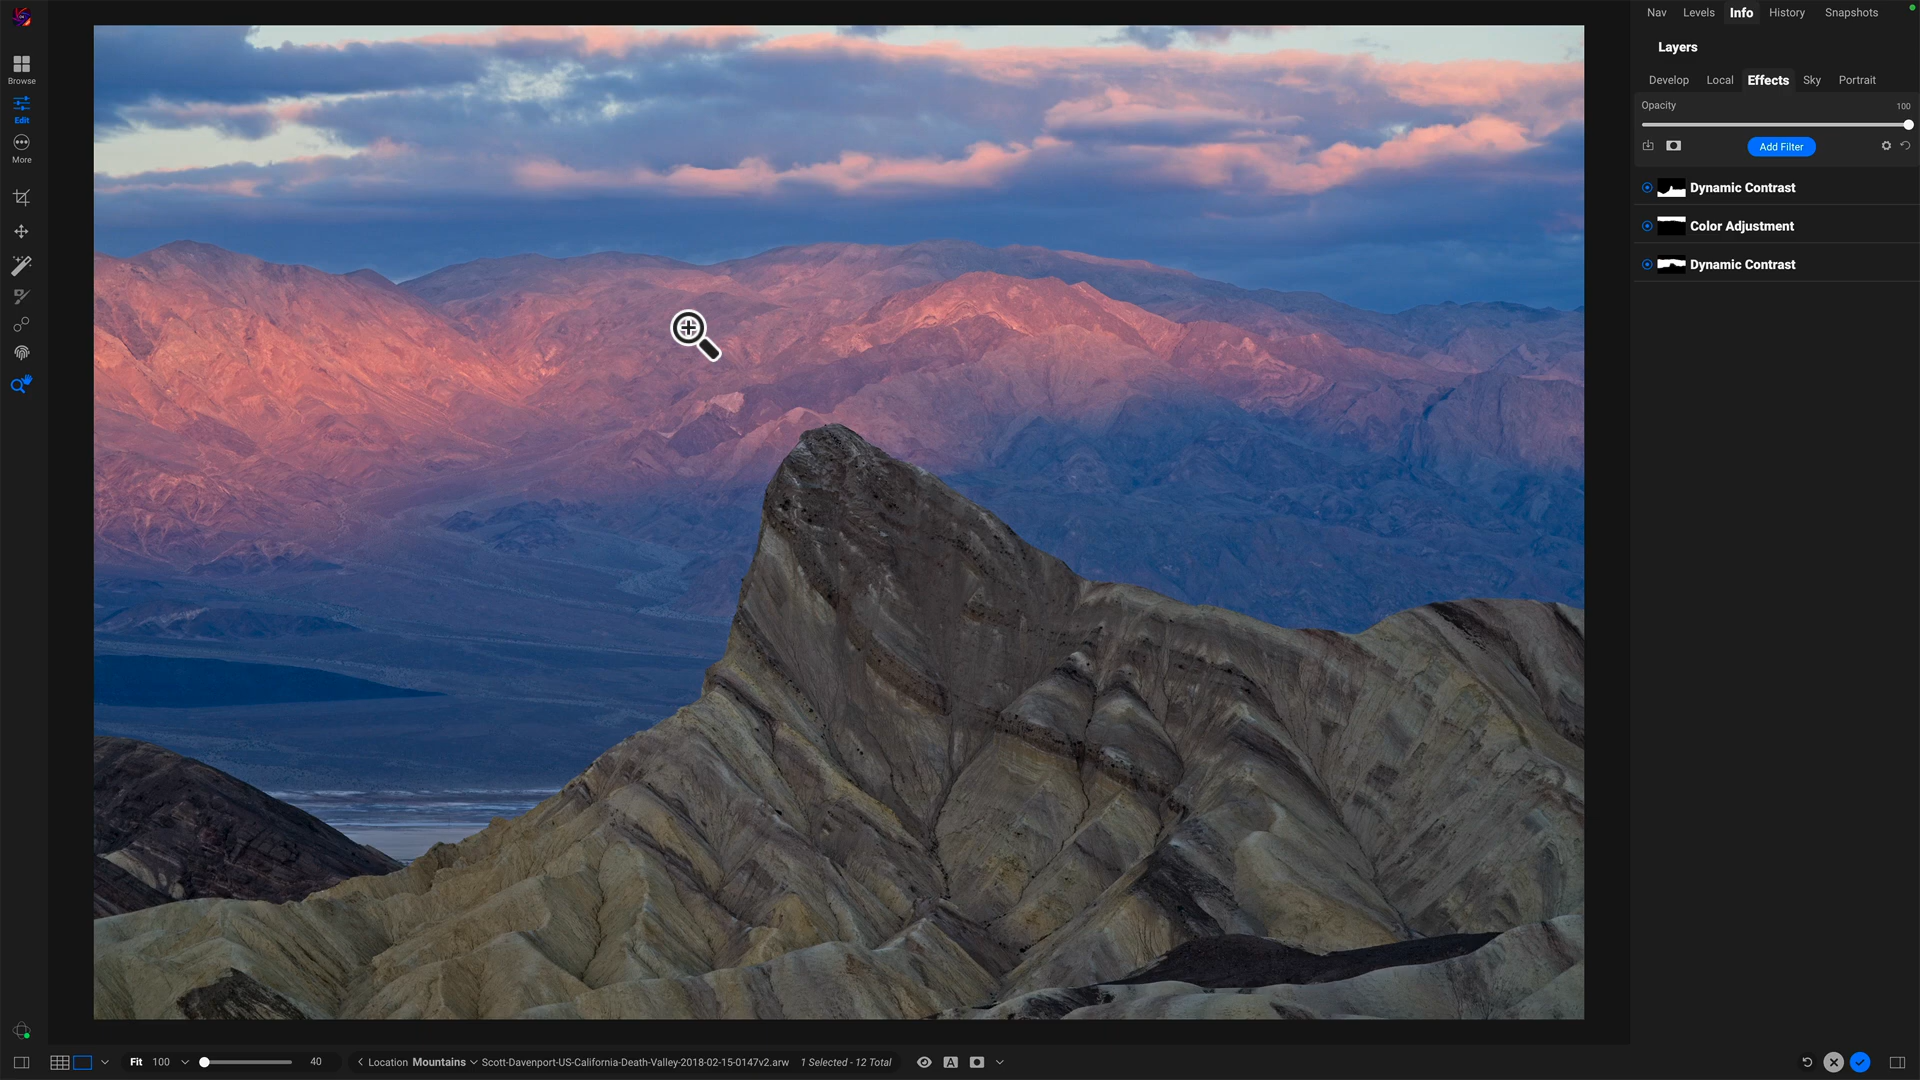 Nav Levels Info History Snapshots
Layers
Browse
Develop Local Effects Sky Portrait
Opacity 100
Edit
Add Filter
More
Dynamic Contrast
Color Adjustment
Dynamic Contrast
Fit 100 40 Location Mountains Scott-Davenport-US-California-Death-Valley-2018-02-15-0147v2.arw 1 Selected - 12 Total A